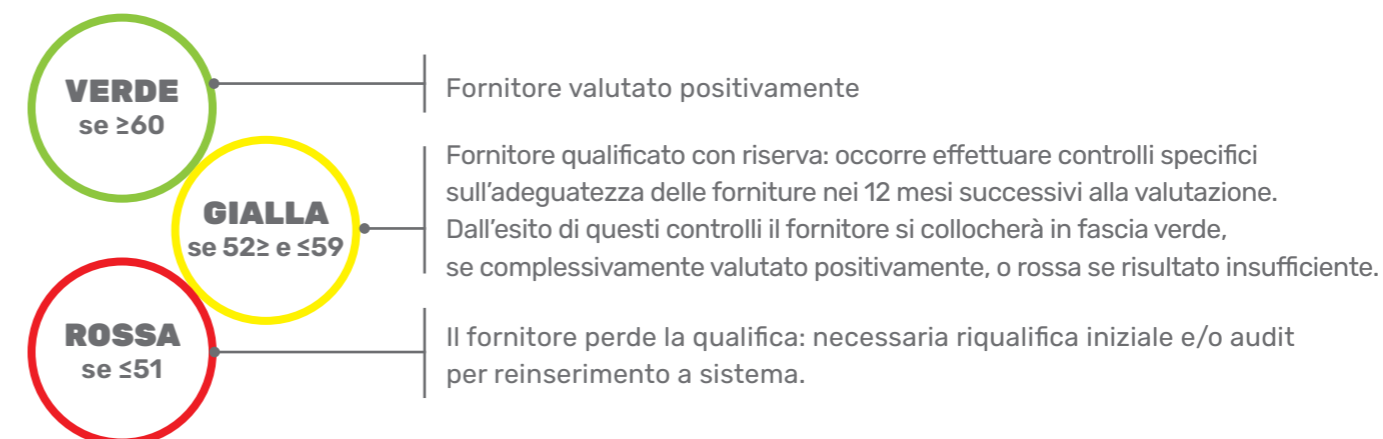 VERDE
se ≥60
Fornitore valutato positivamente
GIALLA
se 52≥ e ≤59
Fornitore qualificato con riserva: occorre effettuare controlli specifici
sull'adeguatezza delle forniture nei 12 mesi successivi alla valutazione.
Dall'esito di questi controlli il fornitore si collocherà in fascia verde,
se complessivamente valutato positivamente, o rossa se risultato insufficiente.
ROSSA
se ≤51
Il fornitore perde la qualifica: necessaria riqualifica iniziale e/o audit
per reinserimento a sistema.